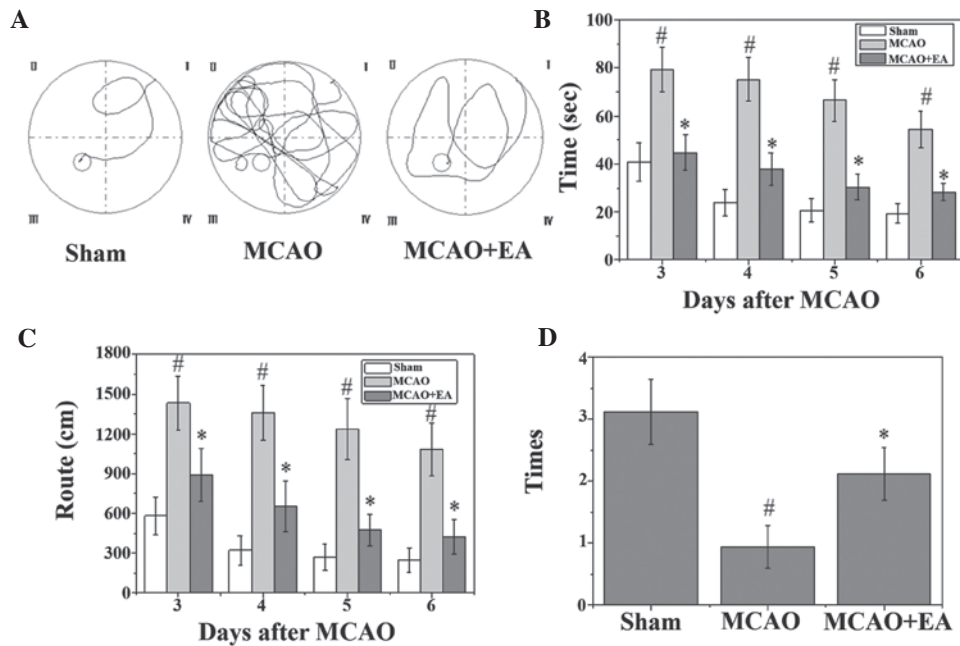 A
II I
III IV
Sham
II I
III IV
MCAO
II I
III IV
MCAO+EA
B
Time (sec)
100
80
60
40
20
0
# # # #
* * * *
Sham
MCAO
MCAO+EA
3 4 5 6
Days after MCAO
C
Route (cm)
1800
1500
1200
900
600
300
0
# # # #
* * * *
Sham
MCAO
MCAO+EA
3 4 5 6
Days after MCAO
D
Times
4
3
2
1
0
#
*
Sham MCAO MCAO+EA